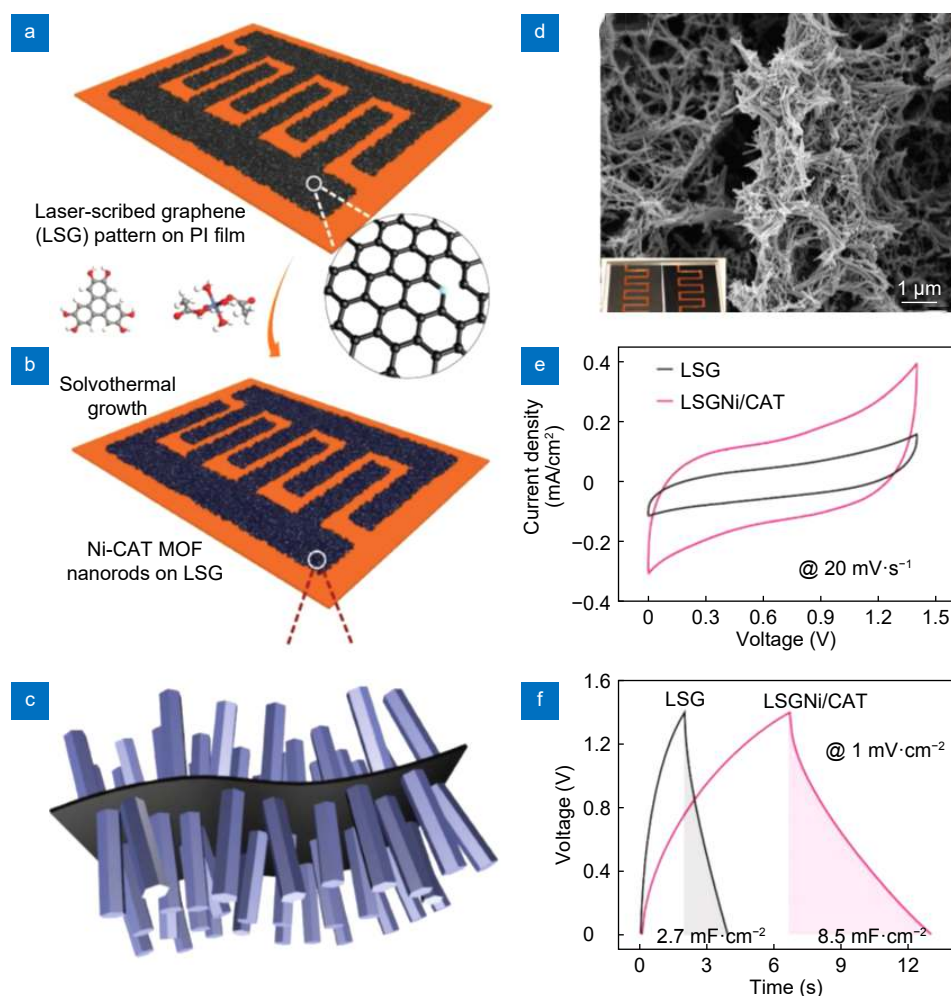 a
Laser-scribed graphene
(LSG) pattern on PI film
b
Solvothermal
growth
Ni-CAT MOF
nanorods on LSG
c
d
1 μm
e
LSG
LSGNi/CAT
@ 20 mV·s⁻¹
0.4
0.2
0
−0.2
−0.4
Current density
(mA/cm²)
0 0.3 0.6 0.9 1.2 1.5
Voltage (V)
f
LSG
LSGNi/CAT
@ 1 mV·cm⁻²
1.6
1.2
0.8
0.4
0
Voltage (V)
2.7 mF·cm⁻²
8.5 mF·cm⁻²
0 3 6 9 12
Time (s)